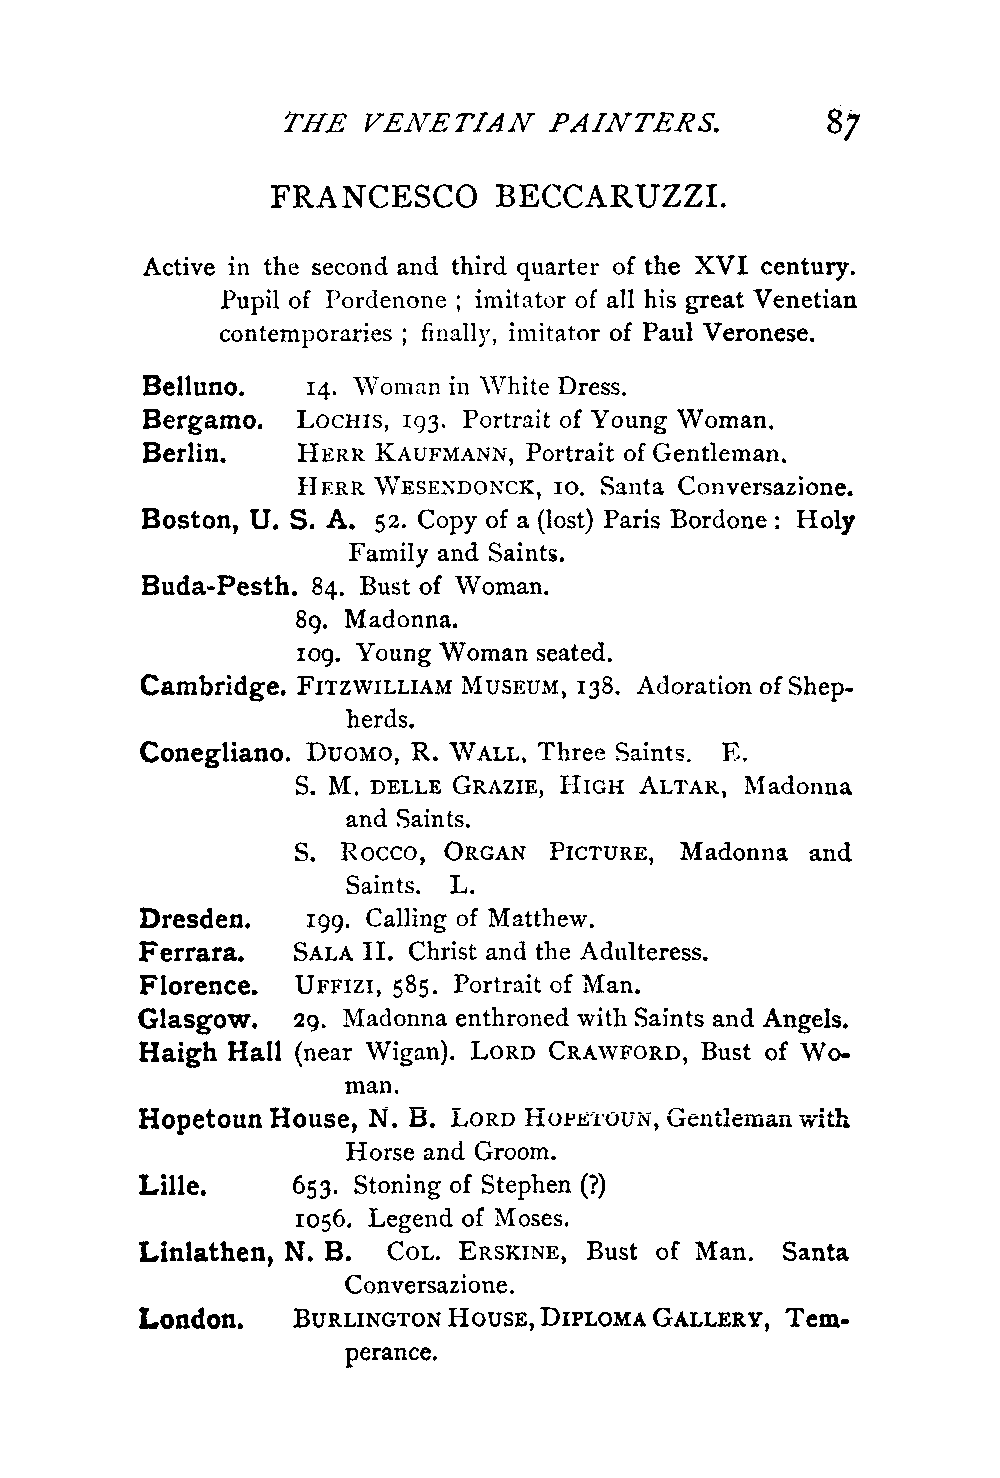 THE VENETIAN PAINTERS. 87
FRANCESCO BECCARUZZI.
Active in the second and third quarter of the XVI century.
Pupil of Pordenone ; imitator of all his great Venetian
contemporaries ; finally, imitator of Paul Veronese.
Belluno. 14. Woman in White Dress.
Bergamo. LOCHIS, 193. Portrait of Young Woman.
Berlin. HERR KAUFMANN, Portrait of Gentleman.
HERR WESENDONCK, 10. Santa Conversazione.
Boston, U. S. A. 52. Copy of a (lost) Paris Bordone : Holy
Family and Saints.
Buda-Pesth. 84. Bust of Woman.
89. Madonna.
109. Young Woman seated.
Cambridge. FITZWILLIAM MUSEUM, 138. Adoration of Shep-
herds.
Conegliano. DUOMO, R. WALL, Three Saints. E.
S. M. DELLE GRAZIE, HIGH ALTAR, Madonna
and Saints.
S. ROCCO, ORGAN PICTURE, Madonna and
Saints. L.
Dresden. 199. Calling of Matthew.
Ferrara. SALA II. Christ and the Adulteress.
Florence. UFFIZI, 585. Portrait of Man.
Glasgow. 29. Madonna enthroned with Saints and Angels.
Haigh Hall (near Wigan). LORD CRAWFORD, Bust of Wo-
man.
Hopetoun House, N. B. LORD HOPETOUN, Gentleman with
Horse and Groom.
Lille. 653. Stoning of Stephen (?)
1056. Legend of Moses.
Linlathen, N. B. COL. ERSKINE, Bust of Man. Santa
Conversazione.
London. BURLINGTON HOUSE, DIPLOMA GALLERY, Tem-
perance.